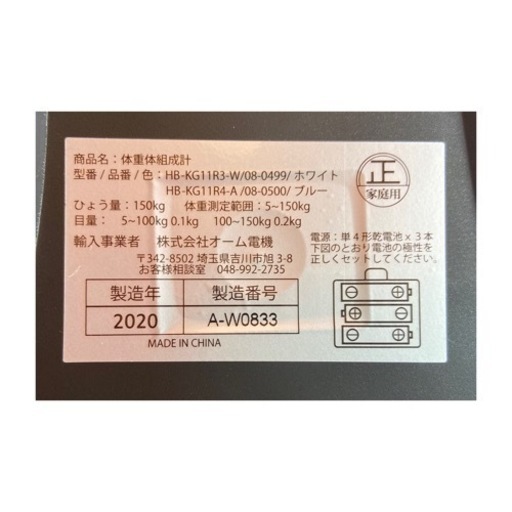 商品名：体重体組成計
型番/品番/色：HB-KG11R3-W/08-0499/ ホワイト
HB-KG11R4-A /08-0500/ ブルー
正
家庭用
ひょう量：150kg 体重測定範囲：5~150kg
目量： 5~100kg 0.1kg 100~150kg 0.2kg
輸入事業者 株式会社オーム電機
〒342-8502 埼玉県吉川市旭 3-8
お客様相談室 048-992-2735
電源：単4形乾電池x3本
下図のとおり電池の極性を
正しくセットしてください。
製造年 製造番号
2020 A-W0833
MADE IN CHINA